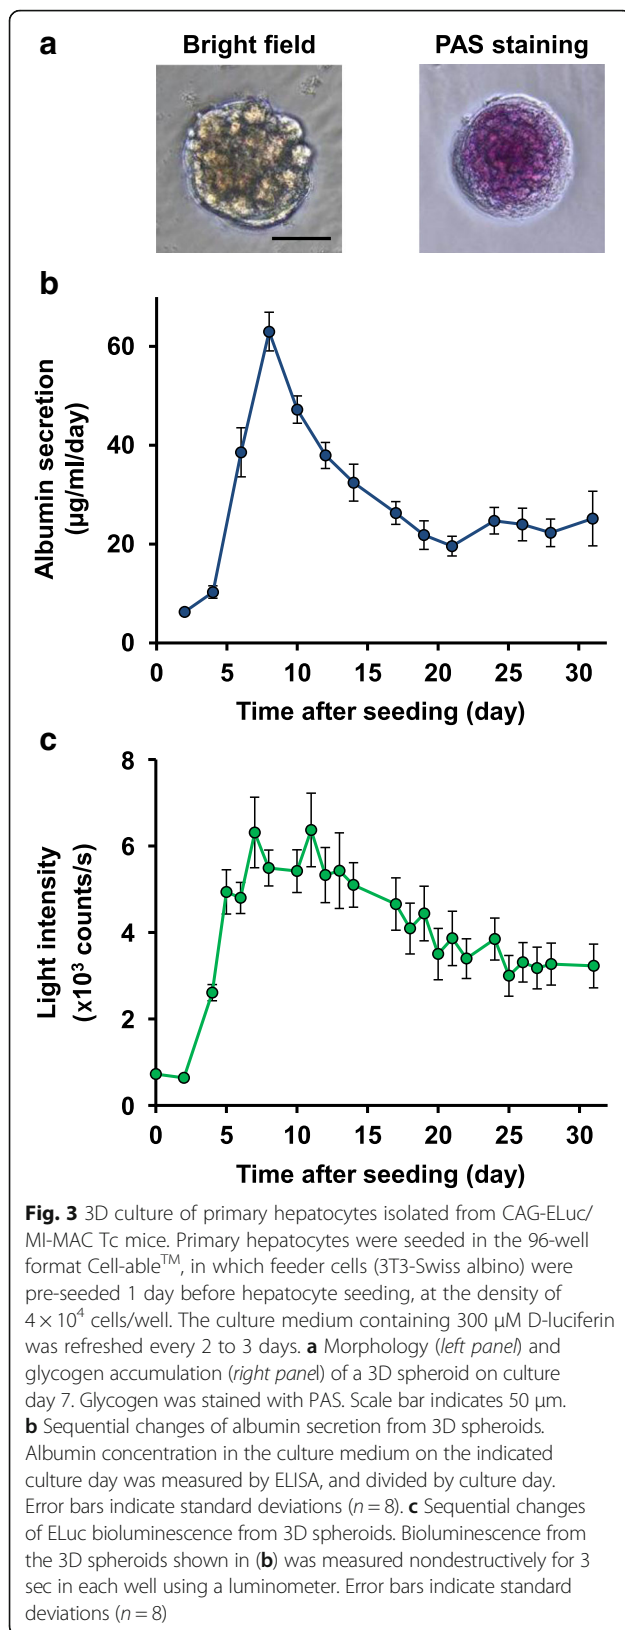 a
Bright field PAS staining
b
Albumin secretion
(µg/ml/day)
60
40
20
0
0 5 10 15 20 25 30
Time after seeding (day)
c
Light intensity
(x10³ counts/s)
8
6
4
2
0
0 5 10 15 20 25 30
Time after seeding (day)
Fig. 3 3D culture of primary hepatocytes isolated from CAG-ELuc/
MI-MAC Tc mice. Primary hepatocytes were seeded in the 96-well
format Cell-able™, in which feeder cells (3T3-Swiss albino) were
pre-seeded 1 day before hepatocyte seeding, at the density of
4 × 10⁴ cells/well. The culture medium containing 300 µM D-luciferin
was refreshed every 2 to 3 days. a Morphology (left panel) and
glycogen accumulation (right panel) of a 3D spheroid on culture
day 7. Glycogen was stained with PAS. Scale bar indicates 50 µm.
b Sequential changes of albumin secretion from 3D spheroids.
Albumin concentration in the culture medium on the indicated
culture day was measured by ELISA, and divided by culture day.
Error bars indicate standard deviations (n = 8). c Sequential changes
of ELuc bioluminescence from 3D spheroids. Bioluminescence from
the 3D spheroids shown in (b) was measured nondestructively for 3
sec in each well using a luminometer. Error bars indicate standard
deviations (n = 8)